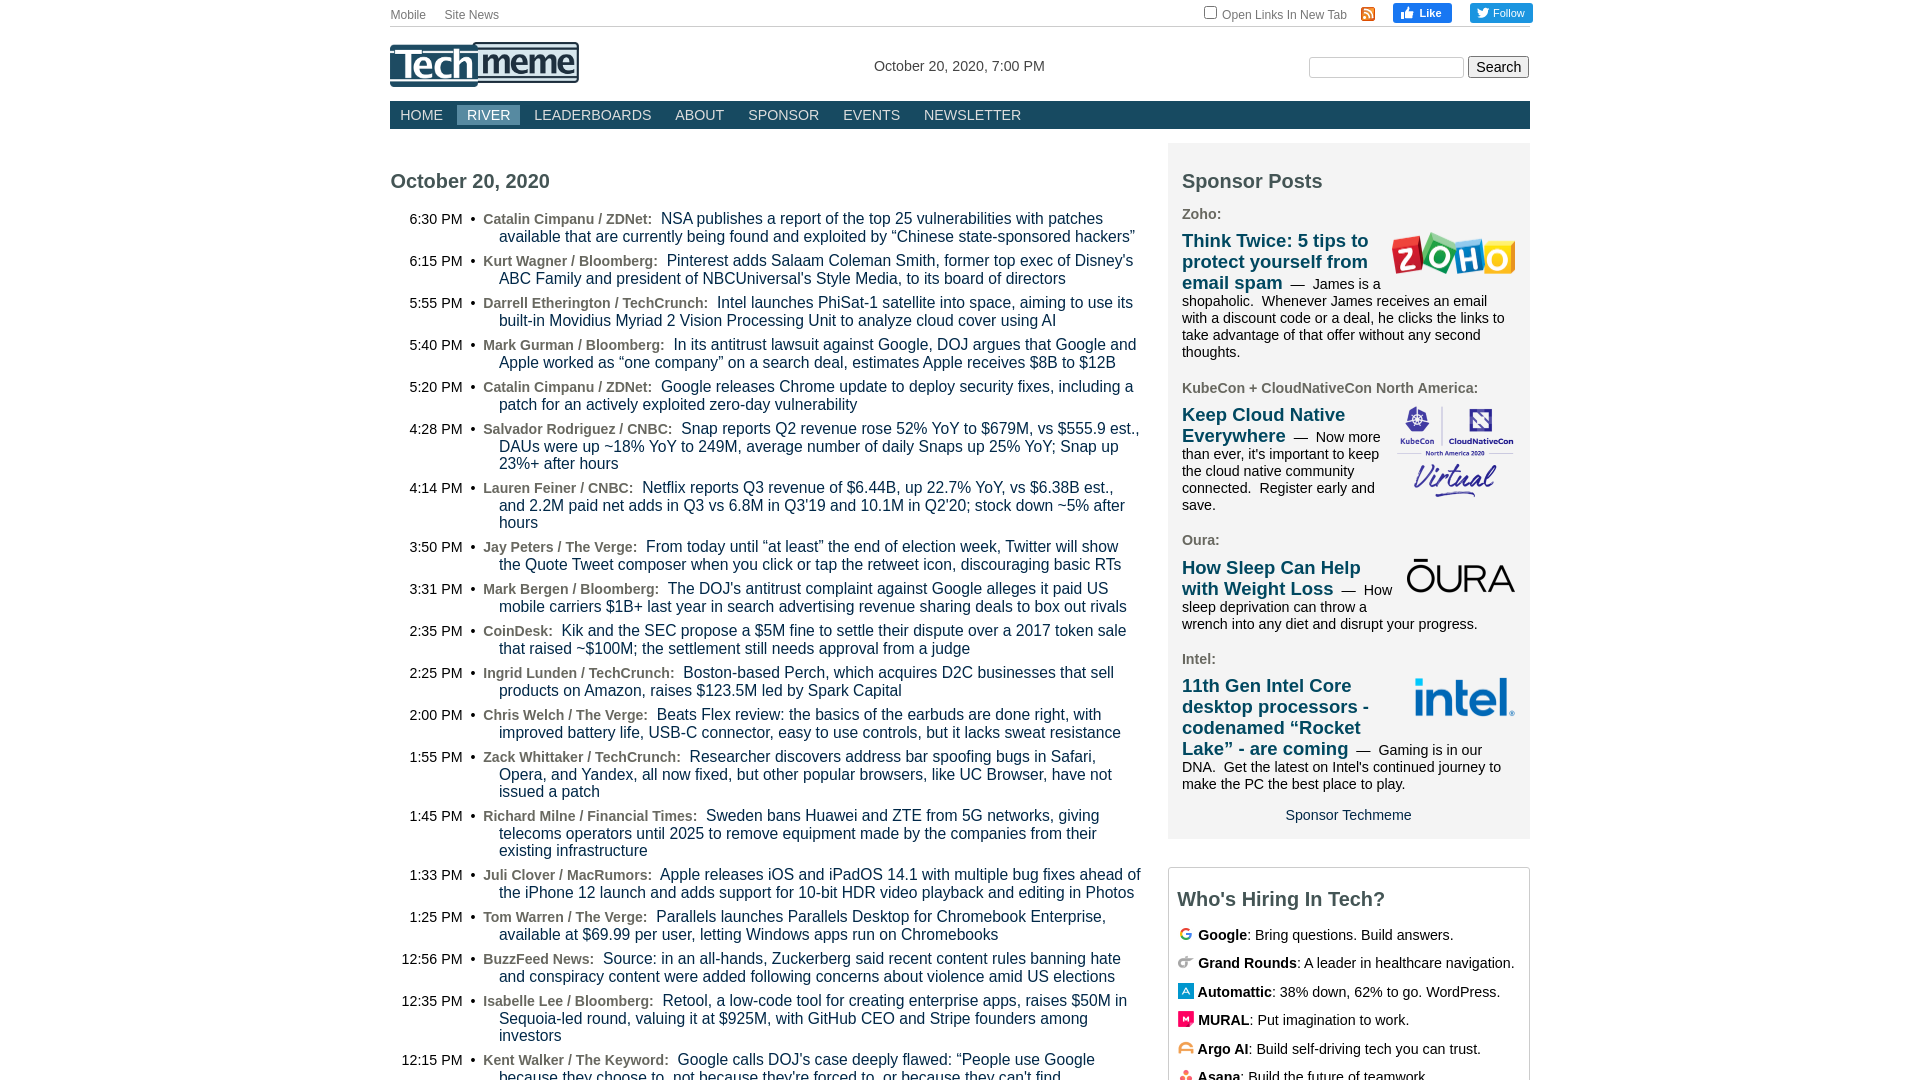 Mobile Site News Open Links In New Tab Like Follow
Techmeme October 20, 2020, 7:00 PM Search
HOME RIVER LEADERBOARDS ABOUT SPONSOR EVENTS NEWSLETTER
October 20, 2020
6:30 PM • Catalin Cimpanu / ZDNet: NSA publishes a report of the top 25 vulnerabilities with patches
available that are currently being found and exploited by “Chinese state-sponsored hackers”
6:15 PM • Kurt Wagner / Bloomberg: Pinterest adds Salaam Coleman Smith, former top exec of Disney's
ABC Family and president of NBCUniversal's Style Media, to its board of directors
5:55 PM • Darrell Etherington / TechCrunch: Intel launches PhiSat-1 satellite into space, aiming to use its
built-in Movidius Myriad 2 Vision Processing Unit to analyze cloud cover using AI
5:40 PM • Mark Gurman / Bloomberg: In its antitrust lawsuit against Google, DOJ argues that Google and
Apple worked as “one company” on a search deal, estimates Apple receives $8B to $12B
5:20 PM • Catalin Cimpanu / ZDNet: Google releases Chrome update to deploy security fixes, including a
patch for an actively exploited zero-day vulnerability
4:28 PM • Salvador Rodriguez / CNBC: Snap reports Q2 revenue rose 52% YoY to $679M, vs $555.9 est.,
DAUs were up ~18% YoY to 249M, average number of daily Snaps up 25% YoY; Snap up
23%+ after hours
4:14 PM • Lauren Feiner / CNBC: Netflix reports Q3 revenue of $6.44B, up 22.7% YoY, vs $6.38B est.,
and 2.2M paid net adds in Q3 vs 6.8M in Q3'19 and 10.1M in Q2'20; stock down ~5% after
hours
3:50 PM • Jay Peters / The Verge: From today until “at least” the end of election week, Twitter will show
the Quote Tweet composer when you click or tap the retweet icon, discouraging basic RTs
3:31 PM • Mark Bergen / Bloomberg: The DOJ's antitrust complaint against Google alleges it paid US
mobile carriers $1B+ last year in search advertising revenue sharing deals to box out rivals
2:35 PM • CoinDesk: Kik and the SEC propose a $5M fine to settle their dispute over a 2017 token sale
that raised ~$100M; the settlement still needs approval from a judge
2:25 PM • Ingrid Lunden / TechCrunch: Boston-based Perch, which acquires D2C businesses that sell
products on Amazon, raises $123.5M led by Spark Capital
2:00 PM • Chris Welch / The Verge: Beats Flex review: the basics of the earbuds are done right, with
improved battery life, USB-C connector, easy to use controls, but it lacks sweat resistance
1:55 PM • Zack Whittaker / TechCrunch: Researcher discovers address bar spoofing bugs in Safari,
Opera, and Yandex, all now fixed, but other popular browsers, like UC Browser, have not
issued a patch
1:45 PM • Richard Milne / Financial Times: Sweden bans Huawei and ZTE from 5G networks, giving
telecoms operators until 2025 to remove equipment made by the companies from their
existing infrastructure
1:33 PM • Juli Clover / MacRumors: Apple releases iOS and iPadOS 14.1 with multiple bug fixes ahead of
the iPhone 12 launch and adds support for 10-bit HDR video playback and editing in Photos
1:25 PM • Tom Warren / The Verge: Parallels launches Parallels Desktop for Chromebook Enterprise,
available at $69.99 per user, letting Windows apps run on Chromebooks
12:56 PM • BuzzFeed News: Source: in an all-hands, Zuckerberg said recent content rules banning hate
and conspiracy content were added following concerns about violence amid US elections
12:35 PM • Isabelle Lee / Bloomberg: Retool, a low-code tool for creating enterprise apps, raises $50M in
Sequoia-led round, valuing it at $925M, with GitHub CEO and Stripe founders among
investors
12:15 PM • Kent Walker / The Keyword: Google calls DOJ's case deeply flawed: “People use Google
because they choose to, not because they're forced to, or because they can't find
Sponsor Posts
Zoho:
ZOHO
Think Twice: 5 tips to
protect yourself from
email spam — James is a
shopaholic. Whenever James receives an email
with a discount code or a deal, he clicks the links to
take advantage of that offer without any second
thoughts.
KubeCon + CloudNativeCon North America:
KubeCon CloudNativeCon
North America 2020
Virtual
Keep Cloud Native
Everywhere — Now more
than ever, it's important to keep
the cloud native community
connected. Register early and
save.
Oura:
ŌURA
How Sleep Can Help
with Weight Loss — How
sleep deprivation can throw a
wrench into any diet and disrupt your progress.
Intel:
intel®
11th Gen Intel Core
desktop processors -
codenamed “Rocket
Lake” - are coming — Gaming is in our
DNA. Get the latest on Intel's continued journey to
make the PC the best place to play.
Sponsor Techmeme
Who's Hiring In Tech?
Google: Bring questions. Build answers.
Grand Rounds: A leader in healthcare navigation.
Automattic: 38% down, 62% to go. WordPress.
MURAL: Put imagination to work.
Argo AI: Build self-driving tech you can trust.
Asana: Build the future of teamwork.